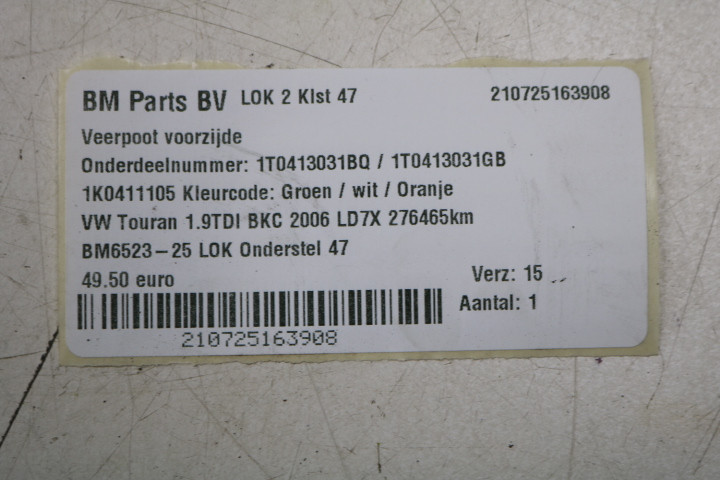 BM Parts BV LOK 2 Klst 47 210725163908
Veerpoot voorzijde
Onderdeelnummer: 1T0413031BQ / 1T0413031GB
1K0411105 Kleurcode: Groen / wit / Oranje
VW Touran 1.9TDI BKC 2006 LD7X 276465km
BM6523-25 LOK Onderstel 47
49.50 euro Verz: 15
Aantal: 1
210725163908